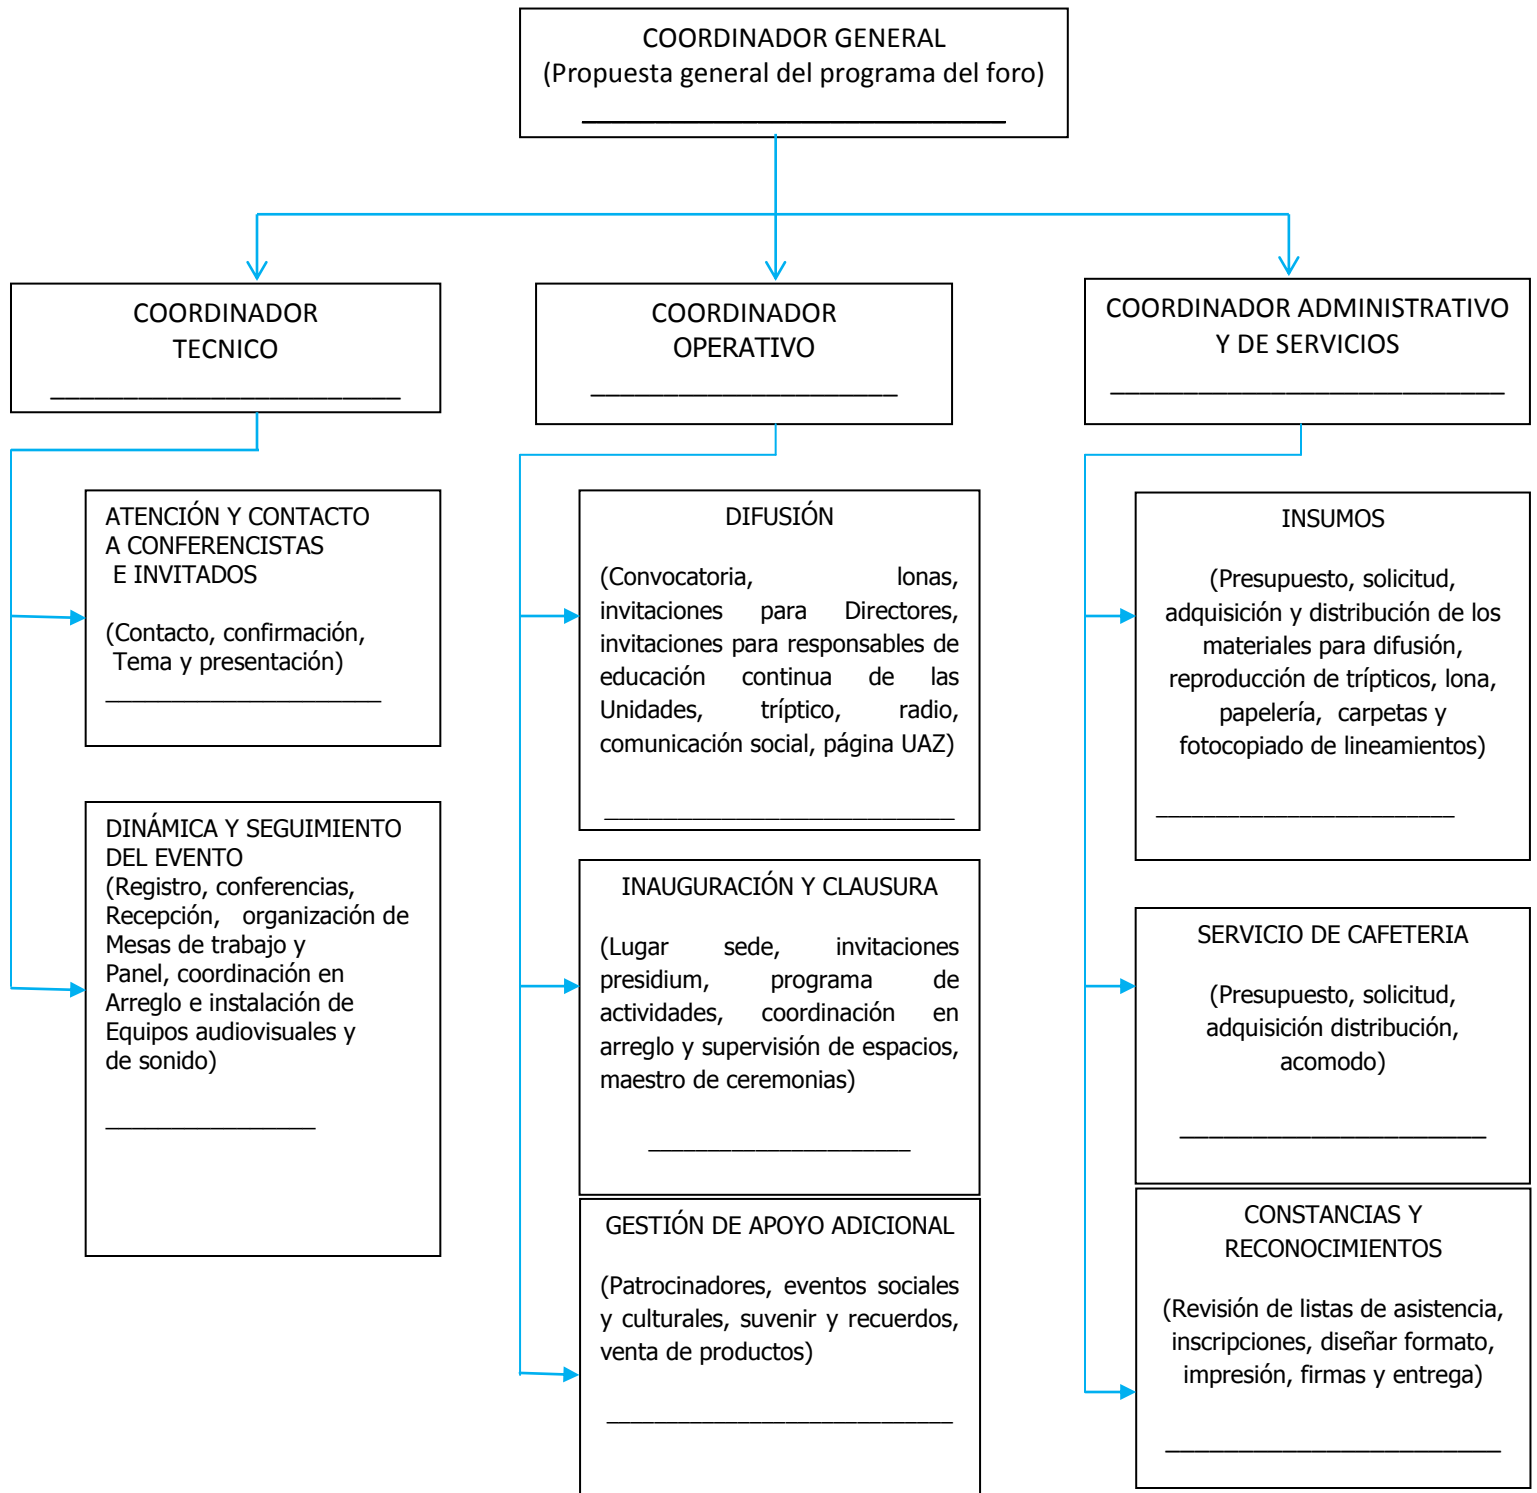 COORDINADOR GENERAL
(Propuesta general del programa del foro)
COORDINADOR
TECNICO
COORDINADOR
OPERATIVO
COORDINADOR ADMINISTRATIVO
Y DE SERVICIOS
ATENCIÓN Y CONTACTO
A CONFERENCISTAS
E INVITADOS
(Contacto, confirmación,
Tema y presentación)
DINÁMICA Y SEGUIMIENTO
DEL EVENTO
(Registro, conferencias,
Recepción, organización de
Mesas de trabajo y
Panel, coordinación en
Arreglo e instalación de
Equipos audiovisuales y
de sonido)
DIFUSIÓN
(Convocatoria, lonas,
invitaciones para Directores,
invitaciones para responsables de
educación continua de las
Unidades, tríptico, radio,
comunicación social, página UAZ)
INAUGURACIÓN Y CLAUSURA
(Lugar sede, invitaciones
presidium, programa de
actividades, coordinación en
arreglo y supervisión de espacios,
maestro de ceremonias)
GESTIÓN DE APOYO ADICIONAL
(Patrocinadores, eventos sociales
y culturales, suvenir y recuerdos,
venta de productos)
INSUMOS
(Presupuesto, solicitud,
adquisición y distribución de los
materiales para difusión,
reproducción de trípticos, lona,
papelería, carpetas y
fotocopiado de lineamientos)
SERVICIO DE CAFETERIA
(Presupuesto, solicitud,
adquisición distribución,
acomodo)
CONSTANCIAS Y
RECONOCIMIENTOS
(Revisión de listas de asistencia,
inscripciones, diseñar formato,
impresión, firmas y entrega)